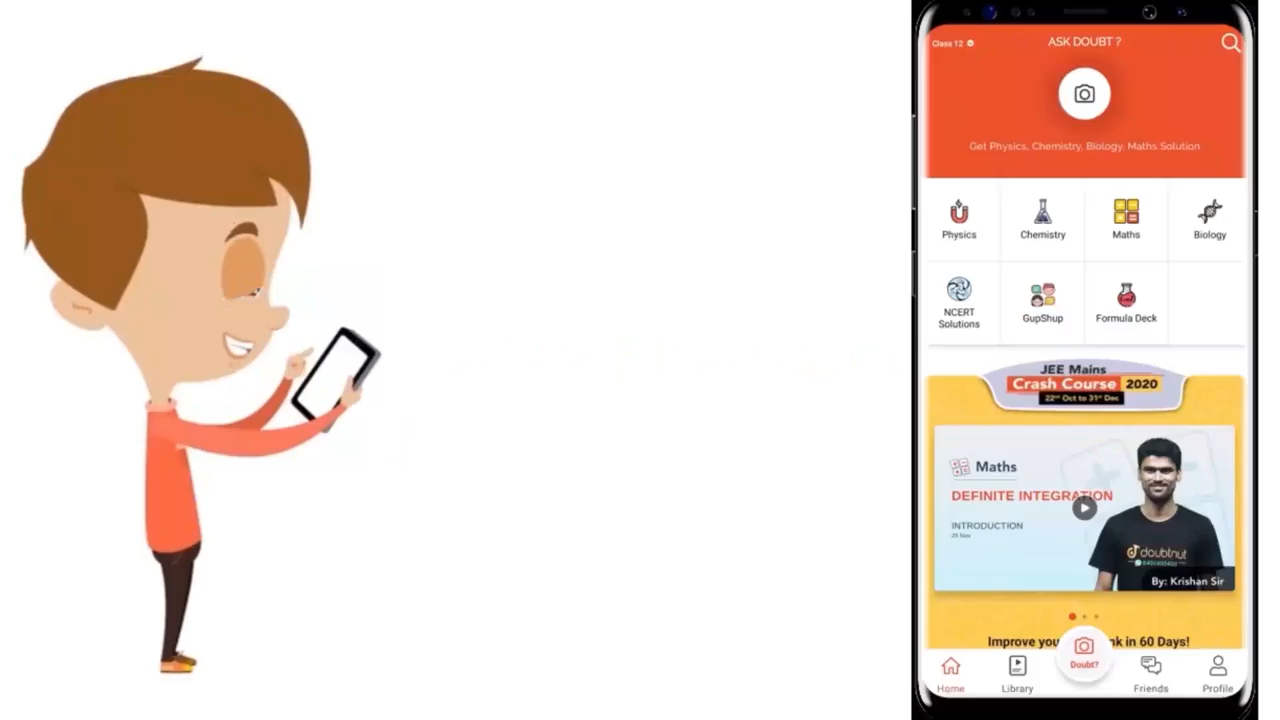 Class 12
ASK DOUBT ?
Get Physics, Chemistry, Biology, Maths Solution
Physics
Chemistry
Maths
Biology
NCERT
Solutions
GupShup
Formula Deck
JEE Mains
Crash Course 2020
22nd Oct to 31st Dec
Maths
DEFINITE INTEGRATION
INTRODUCTION
doubtnut
By: Krishan Sir
in 60 Days!
Doubt?
Home
Library
Friends
Profile